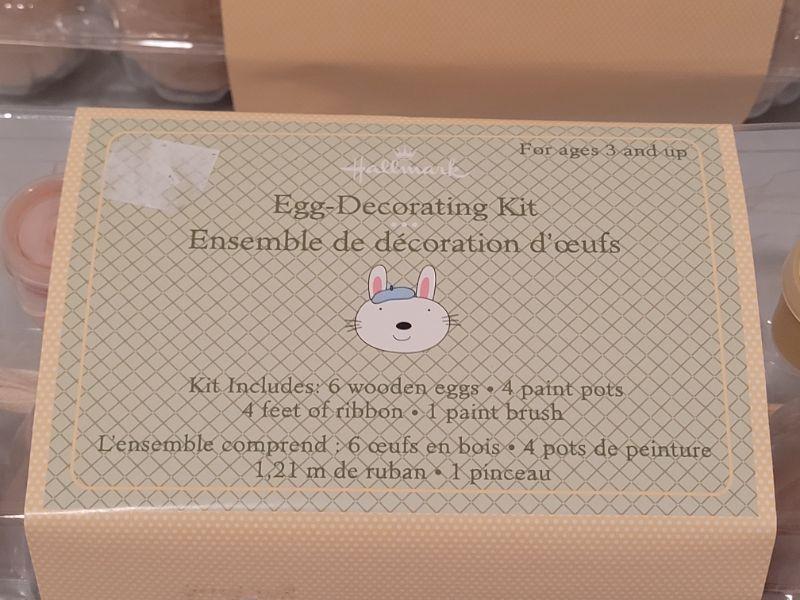 For ages 3 and up
Hallmark
Egg-Decorating Kit
Ensemble de décoration d'œufs
Kit Includes: 6 wooden eggs • 4 paint pots
4 feet of ribbon • 1 paint brush
L'ensemble comprend : 6 œufs en bois • 4 pots de peinture
1,21 m de ruban • 1 pinceau